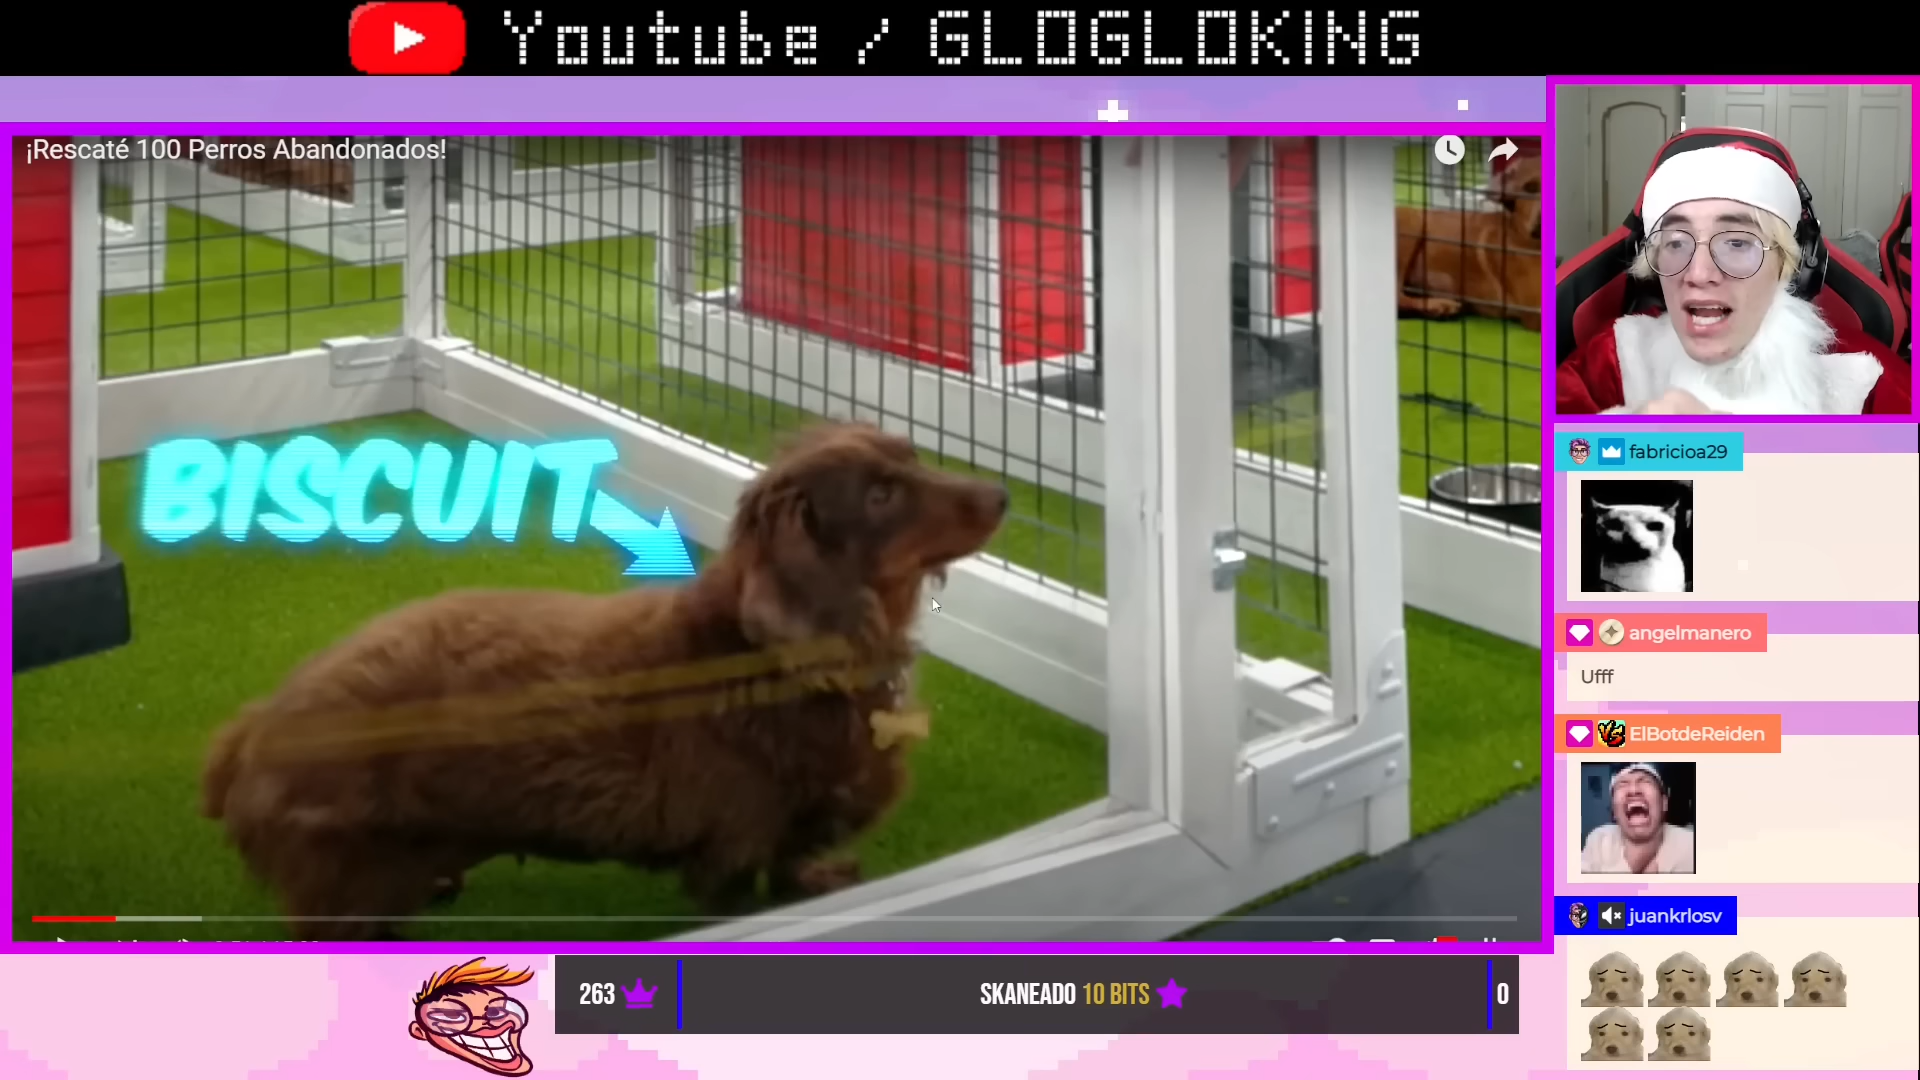 Youtube / GLOGLOKING
¡Rescaté 100 Perros Abandonados!
BISCUIT
fabricioa29
angelmanero
Ufff
ElBotdeReiden
juankrlosv
263
SKANEADO 10 BITS
0